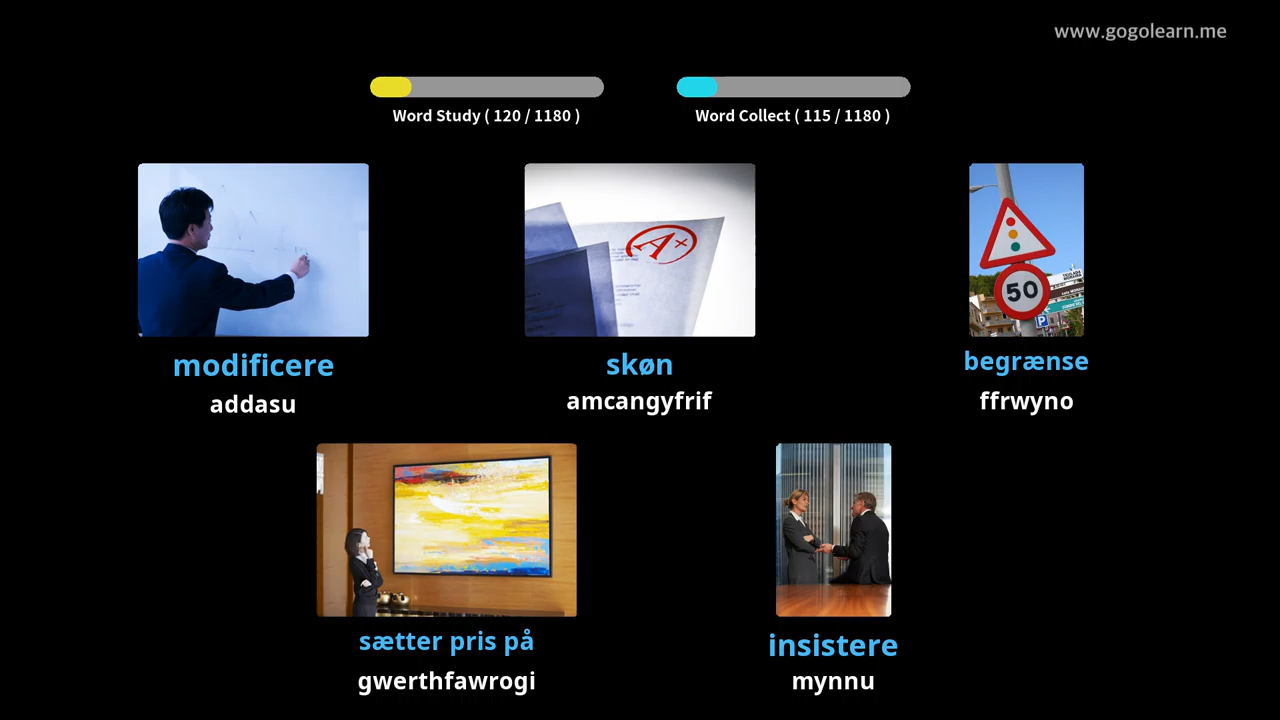 www.gogolearn.me
Word Study ( 120 / 1180 )
Word Collect ( 115 / 1180 )
A+
50
P
modificere
skøn
begrænse
addasu
amcangyfrif
ffrwyno
sætter pris på
insistere
gwerthfawrogi
mynnu